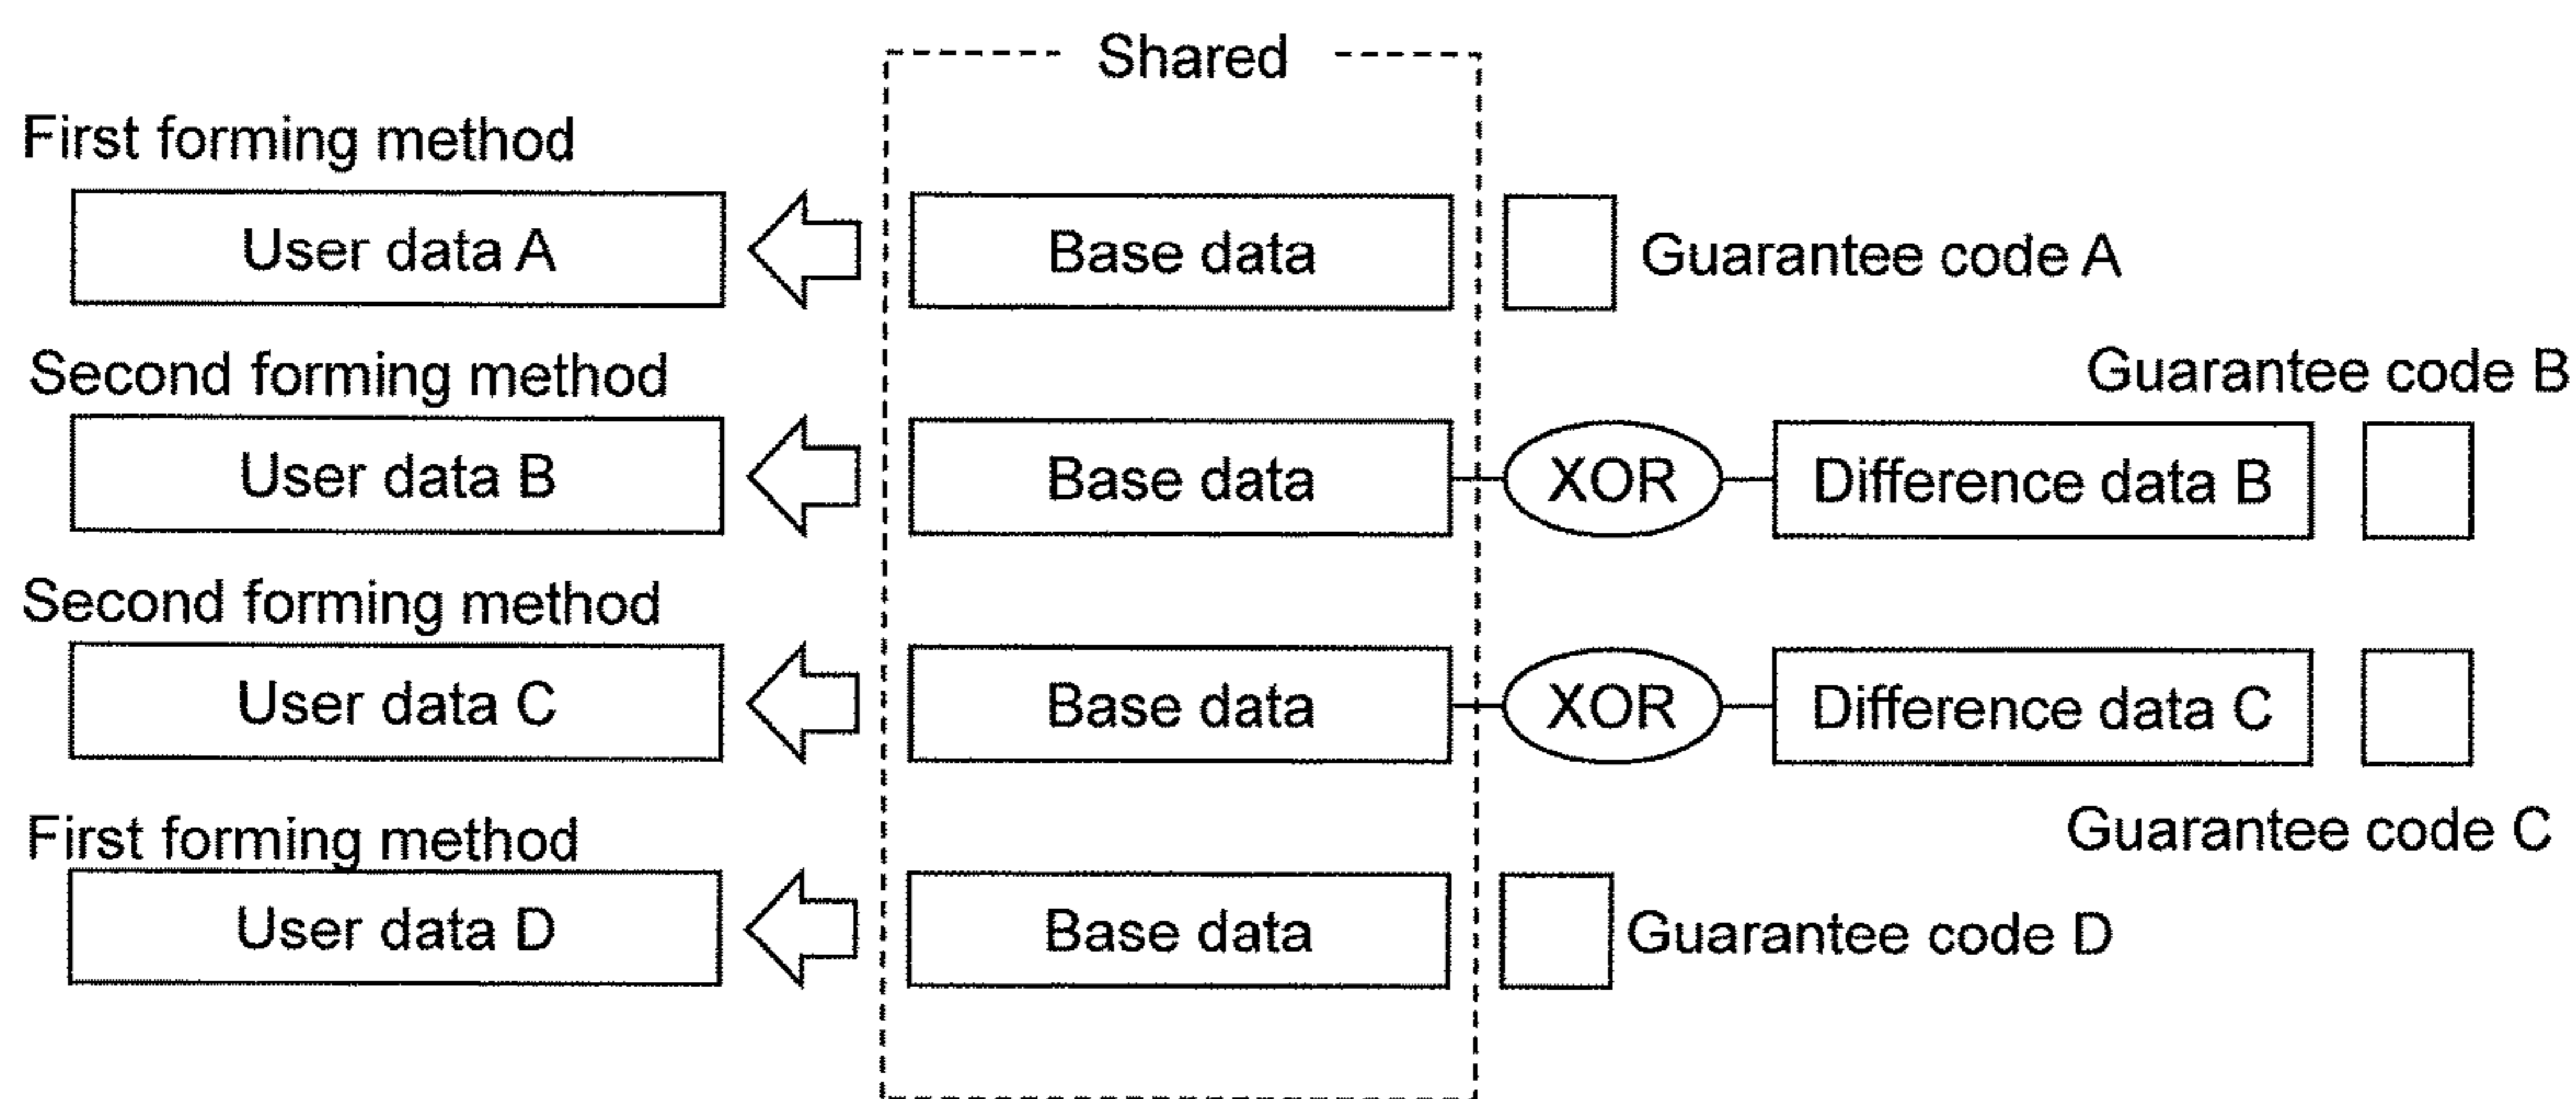 Shared
First forming method
User data A
Base data
Guarantee code A
Second forming method
Guarantee code B
User data B
Base data
XOR
Difference data B
Second forming method
User data C
Base data
XOR
Difference data C
First forming method
Guarantee code C
User data D
Base data
Guarantee code D